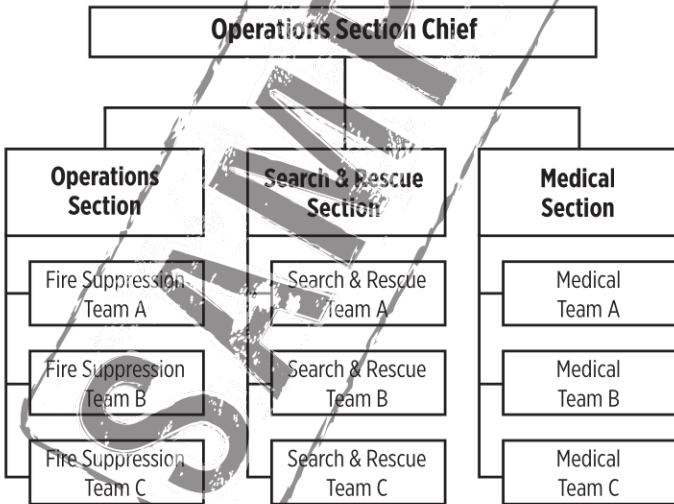 Operations Section Chief
Operations
Section
Search & Rescue
Section
Medical
Section
Fire Suppression
Team A
Fire Suppression
Team B
Fire Suppression
Team C
Search & Rescue
Team A
Search & Rescue
Team B
Search & Rescue
Team C
Medical
Team A
Medical
Team B
Medical
Team C
SAMP